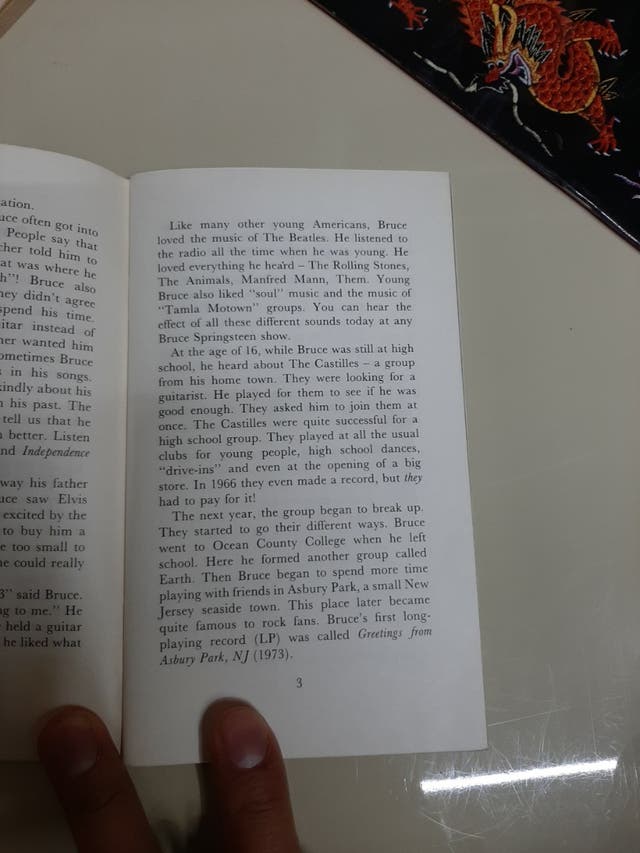 ation.
uce often got into
People say that
cher told him to
at was where he
h"! Bruce also
ney didn't agree
spend his time.
itar instead of
her wanted him
ometimes Bruce
in his songs.
kindly about his
his past. The
tell us that he
better. Listen
nd Independence
way his father
uce saw Elvis
excited by the
to buy him a
e too small to
e could really
3" said Bruce.
g to me." He
held a guitar
he liked what
Like many other young Americans, Bruce
loved the music of The Beatles. He listened to
the radio all the time when he was young. He
loved everything he heard – The Rolling Stones,
The Animals, Manfred Mann, Them. Young
Bruce also liked "soul" music and the music of
"Tamla Motown" groups. You can hear the
effect of all these different sounds today at any
Bruce Springsteen show.
At the age of 16, while Bruce was still at high
school, he heard about The Castilles – a group
from his home town. They were looking for a
guitarist. He played for them to see if he was
good enough. They asked him to join them at
once. The Castilles were quite successful for a
high school group. They played at all the usual
clubs for young people, high school dances,
"drive-ins" and even at the opening of a big
store. In 1966 they even made a record, but they
had to pay for it!
The next year, the group began to break up.
They started to go their different ways. Bruce
went to Ocean County College when he left
school. Here he formed another group called
Earth. Then Bruce began to spend more time
playing with friends in Asbury Park, a small New
Jersey seaside town. This place later became
quite famous to rock fans. Bruce's first long-
playing record (LP) was called Greetings from
Asbury Park, NJ (1973).
3